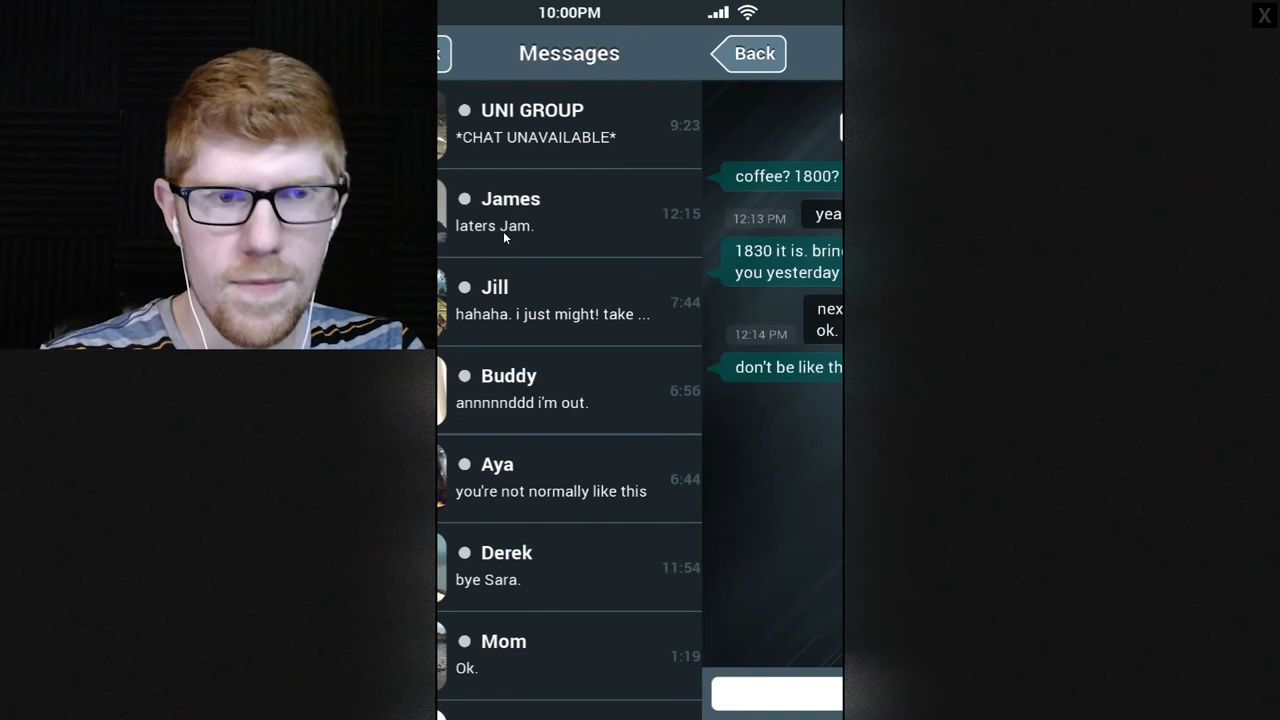 10:00PM
Messages
Back
UNI GROUP
*CHAT UNAVAILABLE*
9:23
James
laters Jam.
12:15
Jill
hahaha. i just might! take ...
7:44
Buddy
annnnnddd i'm out.
6:56
Aya
you're not normally like this
6:44
Derek
bye Sara.
11:54
Mom
Ok.
1:19
coffee? 1800?
12:13 PM
yea
1830 it is. brin
you yesterday
nex
ok.
12:14 PM
don't be like th
X